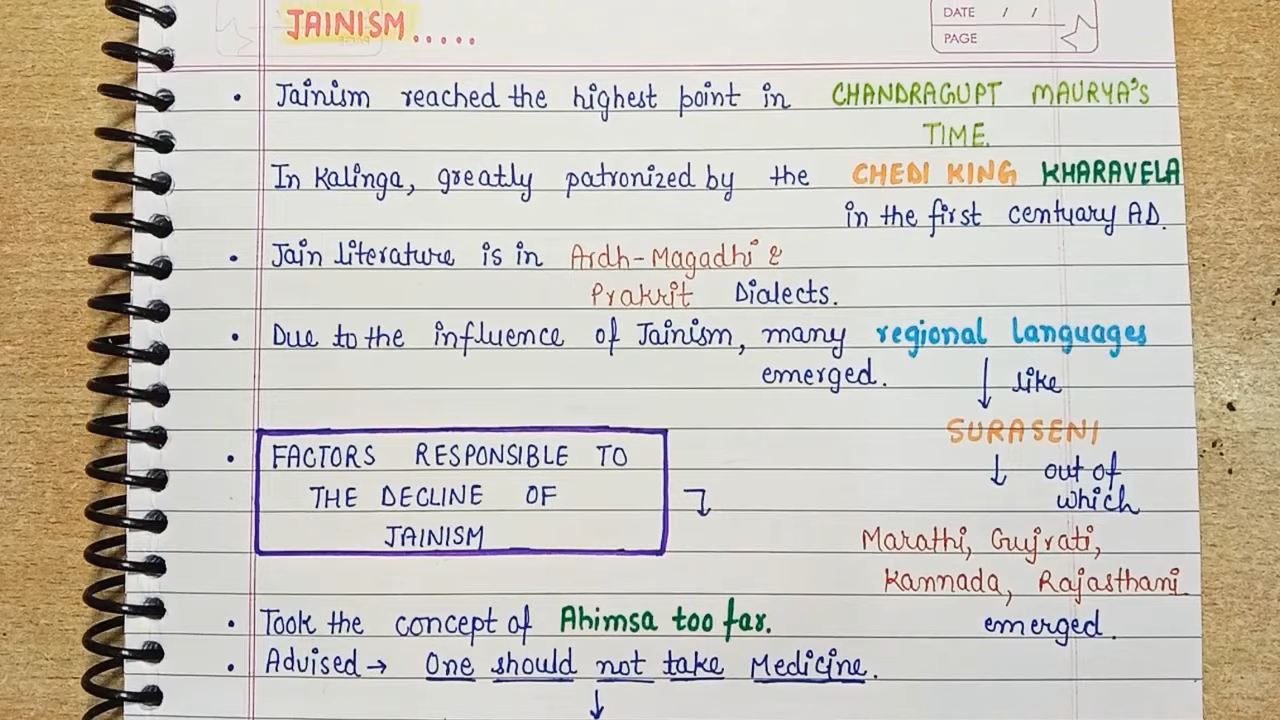 JAINISM.....
DATE / /
PAGE
• Jainism reached the highest point in CHANDRAGUPT MAURYA's
TIME.
In Kalinga, greatly patronized by the CHEDI KING KHARAVELA
in the first centuary AD.
• Jain literature is in Ardh-Magadhi &
Prakrit Dialects.
• Due to the influence of Jainism, many regional languages
emerged. ↓ like
SURASENI
• FACTORS RESPONSIBLE TO
THE DECLINE OF
JAINISM
↓ out of
which
Marathi, Gujrati,
Kannada, Rajasthani
emerged.
• Took the concept of Ahimsa too far.
• Advised → One should not take Medicine.
↓